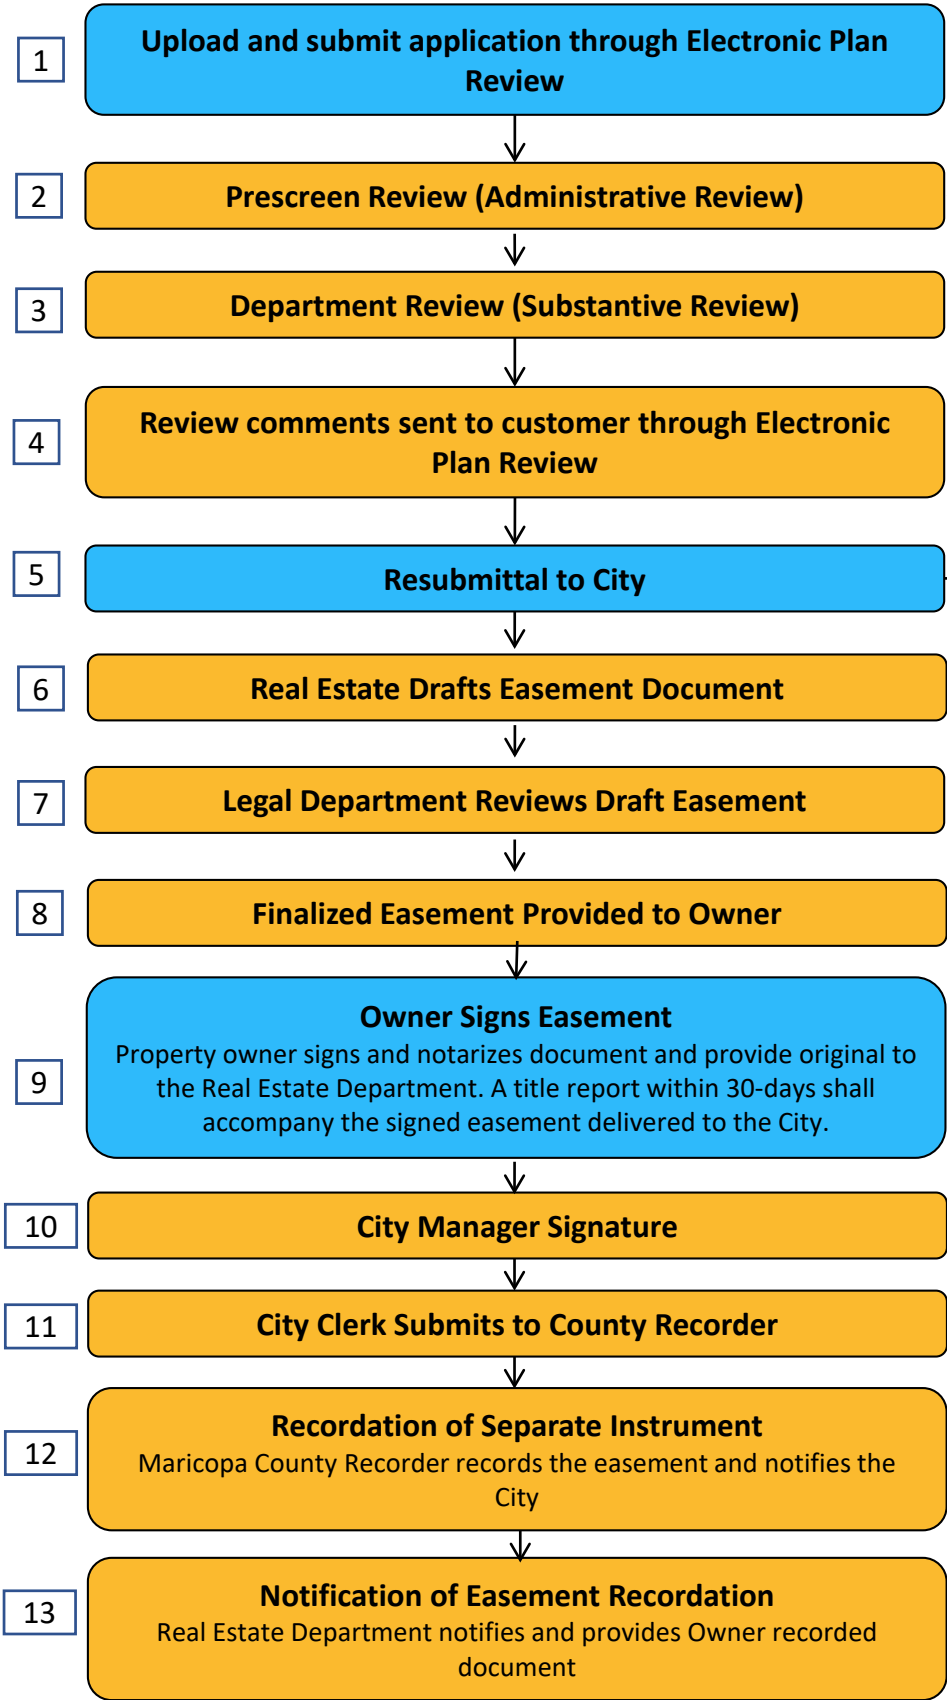 1
Upload and submit application through Electronic Plan
Review
2
Prescreen Review (Administrative Review)
3
Department Review (Substantive Review)
4
Review comments sent to customer through Electronic
Plan Review
5
Resubmittal to City
6
Real Estate Drafts Easement Document
7
Legal Department Reviews Draft Easement
8
Finalized Easement Provided to Owner
9
Owner Signs Easement
Property owner signs and notarizes document and provide original to
the Real Estate Department. A title report within 30-days shall
accompany the signed easement delivered to the City.
10
City Manager Signature
11
City Clerk Submits to County Recorder
12
Recordation of Separate Instrument
Maricopa County Recorder records the easement and notifies the
City
13
Notification of Easement Recordation
Real Estate Department notifies and provides Owner recorded
document